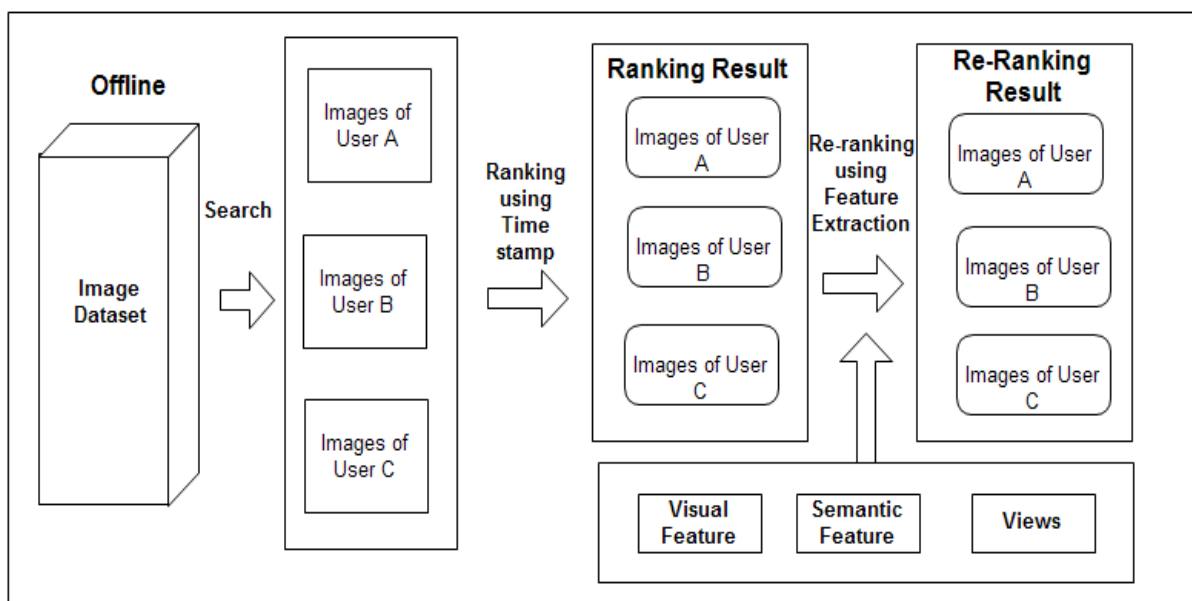 Offline
Image
Dataset
Search
Images of
User A
Images of
User B
Images of
User C
Ranking
using
Time
stamp
Ranking Result
Images of User
A
Images of User
B
Images of User
C
Re-ranking
using
Feature
Extraction
Re-Ranking
Result
Images of User
A
Images of User
B
Images of User
C
Visual
Feature
Semantic
Feature
Views